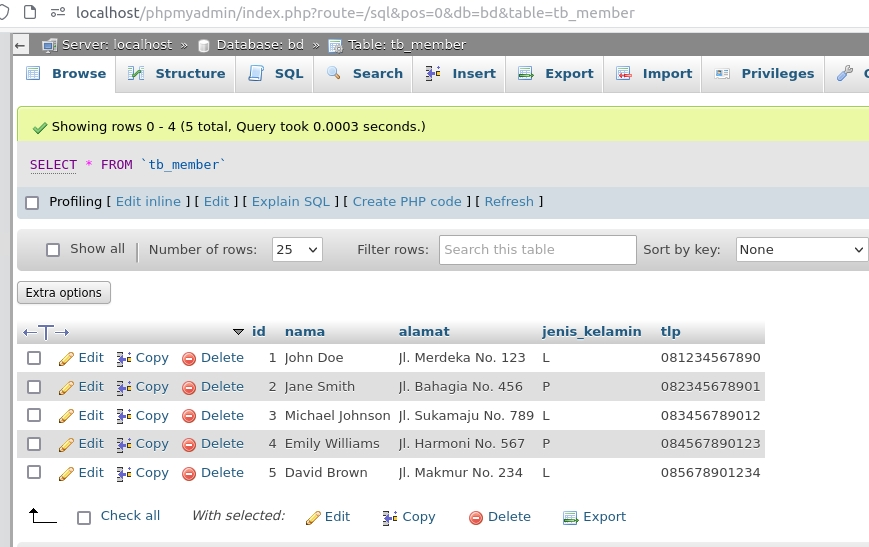 localhost/phpmyadmin/index.php?route=/sql&pos=0&db=bd&table=tb_member
Server: localhost » Database: bd » Table: tb_member
Browse Structure SQL Search Insert Export Import Privileges
Showing rows 0 - 4 (5 total, Query took 0.0003 seconds.)
SELECT * FROM `tb_member`
Profiling [ Edit inline ] [ Edit ] [ Explain SQL ] [ Create PHP code ] [ Refresh ]
Show all Number of rows: 25 Filter rows: Search this table Sort by key: None
Extra options
id nama alamat jenis_kelamin tlp
Edit Copy Delete 1 John Doe Jl. Merdeka No. 123 L 081234567890
Edit Copy Delete 2 Jane Smith Jl. Bahagia No. 456 P 082345678901
Edit Copy Delete 3 Michael Johnson Jl. Sukamaju No. 789 L 083456789012
Edit Copy Delete 4 Emily Williams Jl. Harmoni No. 567 P 084567890123
Edit Copy Delete 5 David Brown Jl. Makmur No. 234 L 085678901234
Check all With selected: Edit Copy Delete Export